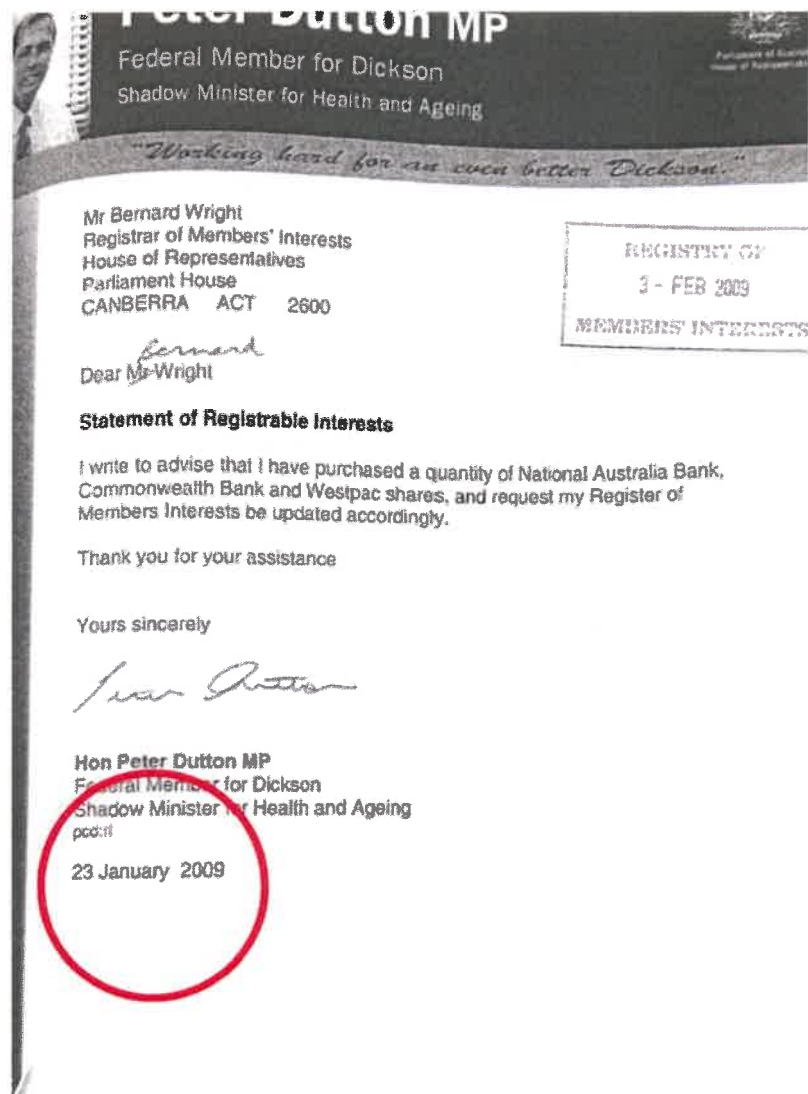 Peter Dutton MP
Federal Member for Dickson
Shadow Minister for Health and Ageing
"Working hard for an even better Dickson."
Mr Bernard Wright
Registrar of Members' Interests
House of Representatives
Parliament House
CANBERRA ACT 2600
REGISTRY OF
3 - FEB 2009
MEMBERS' INTERESTS
Bernard
Dear Mr Wright
Statement of Registrable Interests
I write to advise that I have purchased a quantity of National Australia Bank,
Commonwealth Bank and Westpac shares, and request my Register of
Members Interests be updated accordingly.
Thank you for your assistance
Yours sincerely
Hon Peter Dutton MP
Federal Member for Dickson
Shadow Minister for Health and Ageing
23 January 2009